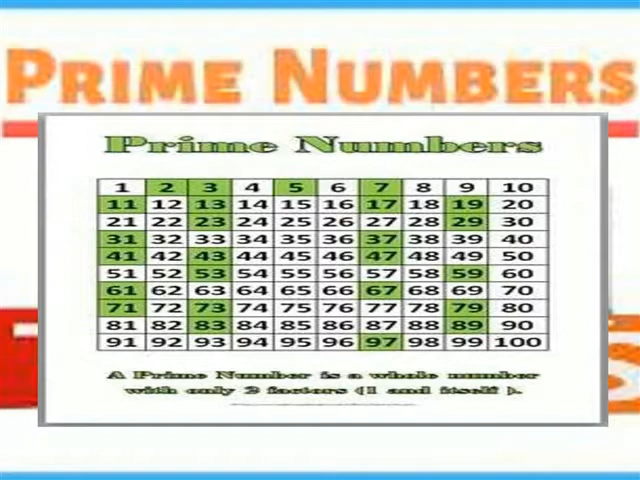 PRIME NUMBERS
Prime Numbers
1 2 3 4 5 6 7 8 9 10
11 12 13 14 15 16 17 18 19 20
21 22 23 24 25 26 27 28 29 30
31 32 33 34 35 36 37 38 39 40
41 42 43 44 45 46 47 48 49 50
51 52 53 54 55 56 57 58 59 60
61 62 63 64 65 66 67 68 69 70
71 72 73 74 75 76 77 78 79 80
81 82 83 84 85 86 87 88 89 90
91 92 93 94 95 96 97 98 99 100
A Prime Number is a whole number
with only 2 factors (1 and itself ).